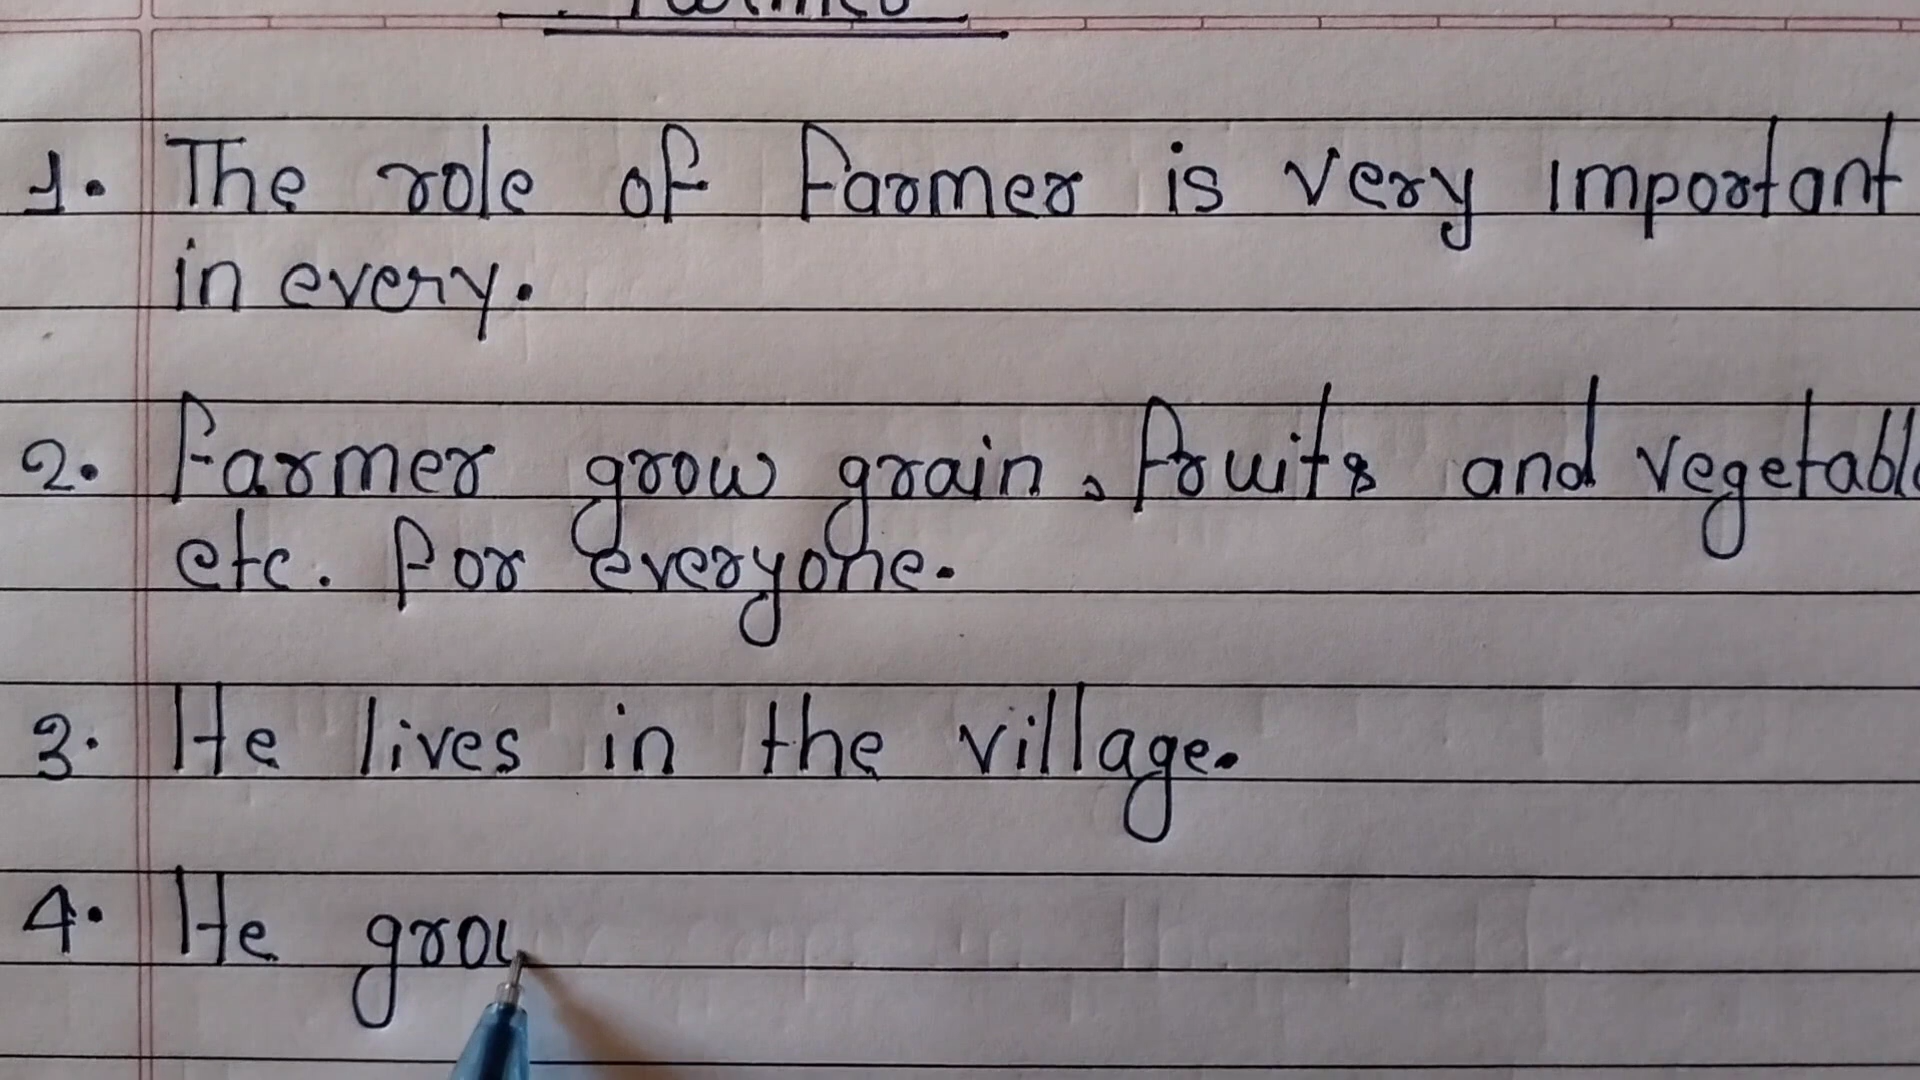 1. The role of Farmer is very important
in every.
2. Farmer grow grain, fruits and vegetabl
etc. for everyone.
3. He lives in the village.
4. He grow